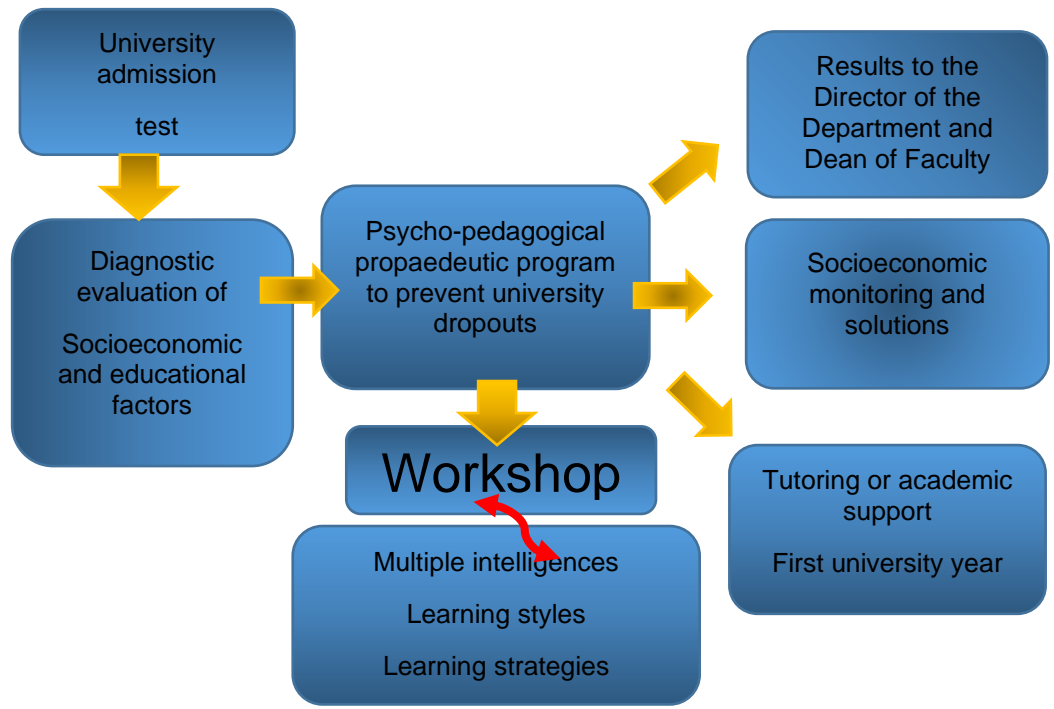 University
admission
test
Diagnostic
evaluation of
Socioeconomic
and educational
factors
Psycho-pedagogical
propaedeutic program
to prevent university
dropouts
Workshop
Multiple intelligences
Learning styles
Learning strategies
Results to the
Director of the
Department and
Dean of Faculty
Socioeconomic
monitoring and
solutions
Tutoring or academic
support
First university year